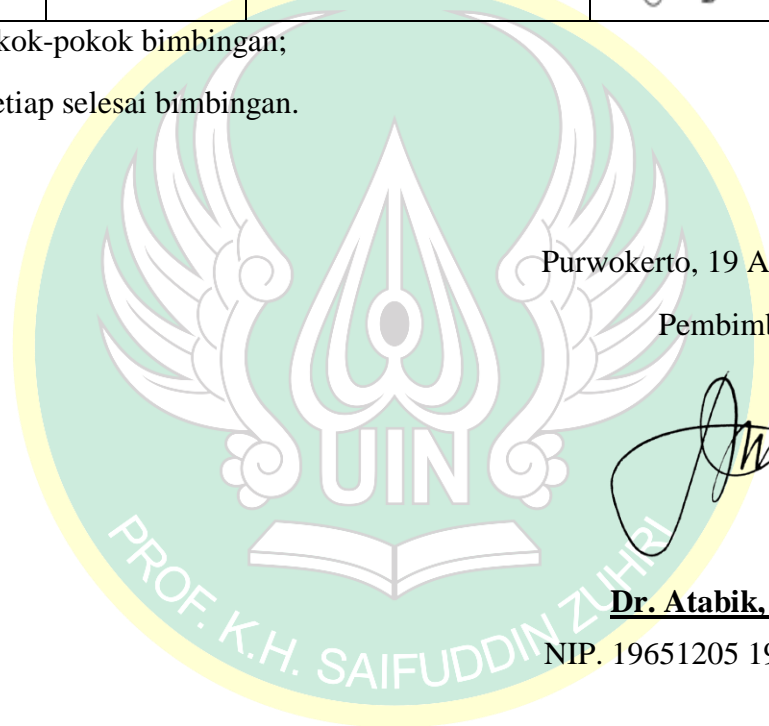 kok-pokok bimbingan;
etiap selesai bimbingan.
Purwokerto, 19 A
Pembimb
UIN
PROF. K.H. SAIFUDDIN ZUHRI
Dr. Atabik,
NIP. 19651205 19